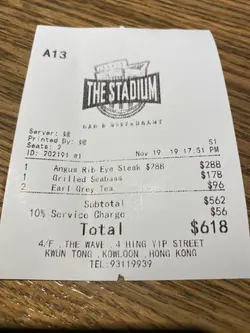 A13
THE STADIUM
BAR & RESTAURANT
Server: 98
Printed By: 98
Seats: 2
S1
ID: 202191 #1
Nov 19, 19 17:51 PM
1 Angum Rib Eye Steak $288 $288
1 Grilled Seabass $178
2 Earl Grey Tea $96
Subtotal $562
10% Service Charge $56
Total $618
4/F , THE WAVE , 4 HING YIP STREET
KWUN TONG , KOWLOON , HONG KONG
TEL:93119939